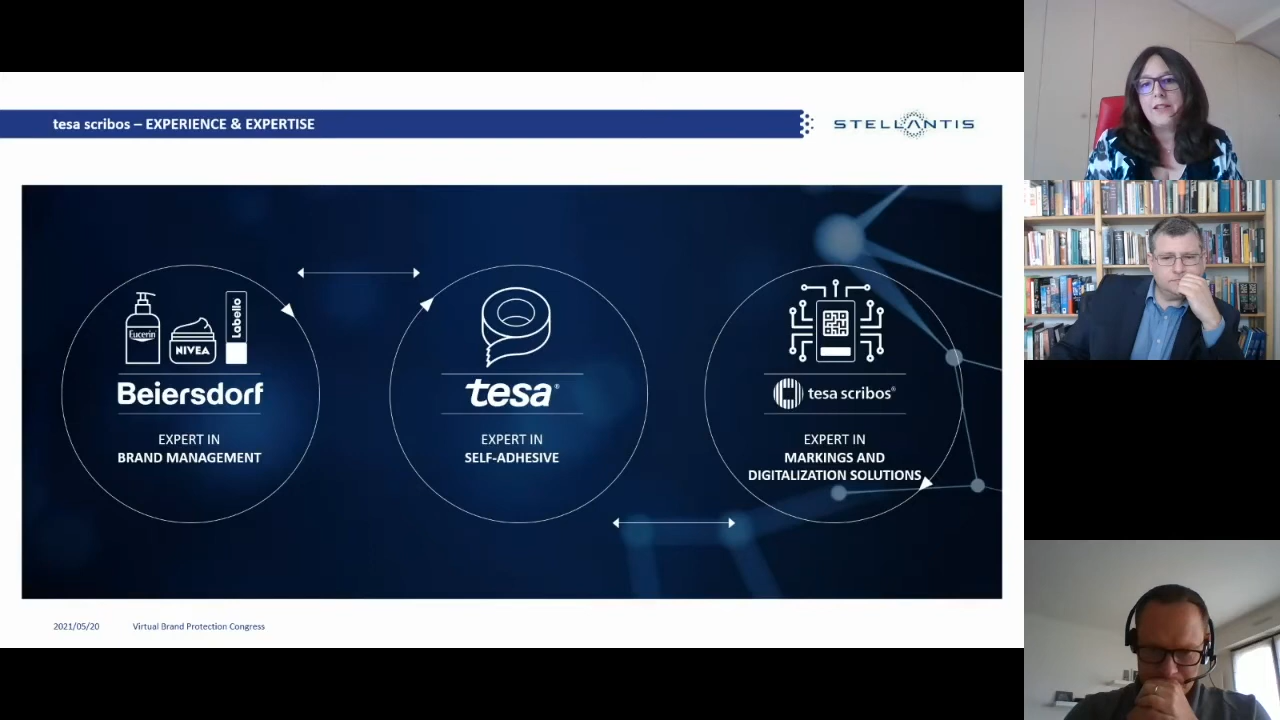 tesa scribos – EXPERIENCE & EXPERTISE
STELLANTIS
Eucerin
NIVEA
Labello
Beiersdorf
EXPERT IN
BRAND MANAGEMENT
tesa®
EXPERT IN
SELF-ADHESIVE
tesa scribos®
EXPERT IN
MARKINGS AND
DIGITALIZATION SOLUTIONS
2021/05/20
Virtual Brand Protection Congress